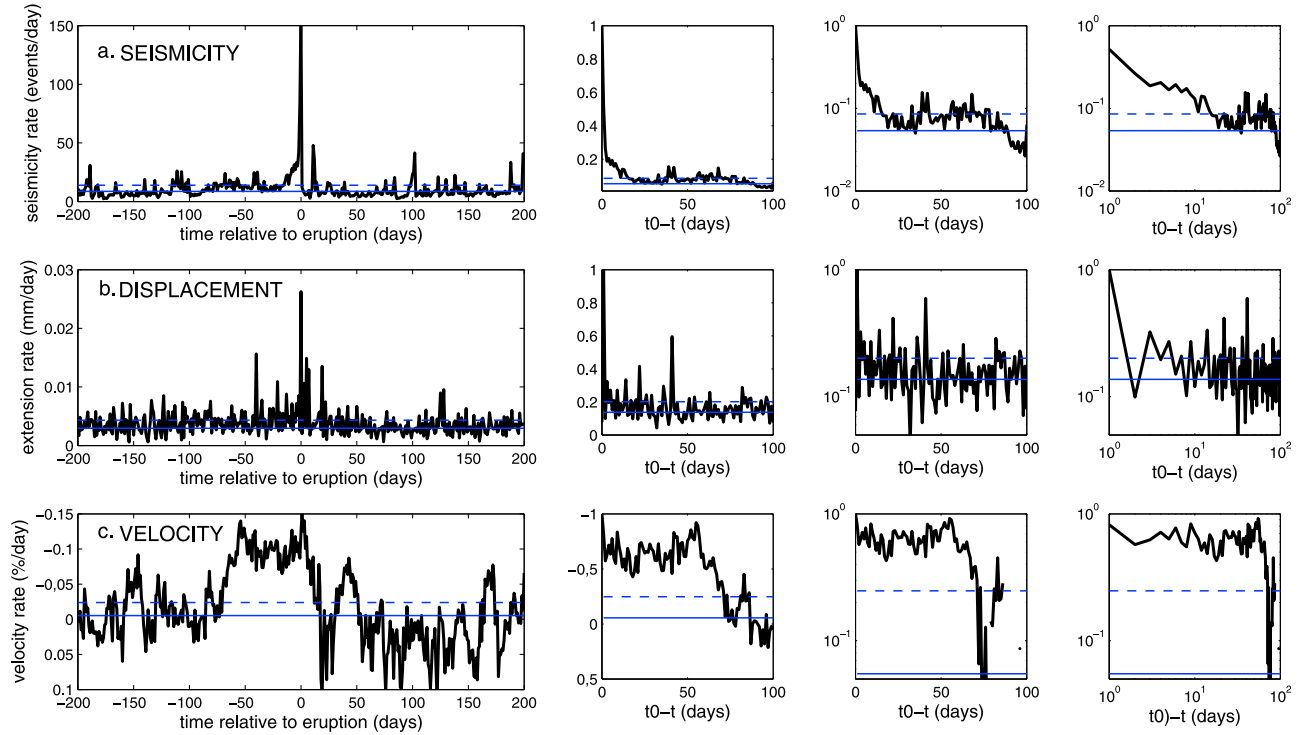 a. SEISMICITY
seismicity rate (events/day)
150
100
50
0
−200 −150 −100 −50 0 50 100 150 200
time relative to eruption (days)
1
0.8
0.6
0.4
0.2
0 50 100
t0−t (days)
10^0
10^−1
10^−2
0 50 100
t0−t (days)
10^0
10^−1
10^−2
10^0 10^1 10^2
t0−t (days)
b. DISPLACEMENT
extension rate (mm/day)
0.03
0.02
0.01
0
−200 −150 −100 −50 0 50 100 150 200
time relative to eruption (days)
1
0.8
0.6
0.4
0.2
0
0 50 100
t0−t (days)
10^0
10^−1
0 50 100
t0−t (days)
10^0
10^−1
10^0 10^1 10^2
t0−t (days)
c. VELOCITY
velocity rate (%/day)
−0.15
−0.10
−0.05
0
0.05
0.1
−200 −150 −100 −50 0 50 100 150 200
time relative to eruption (days)
−1
−0.5
0
0.5
0 50 100
t0−t (days)
10^0
10^−1
0 50 100
t0−t (days)
10^0
10^−1
10^0 10^1 10^2
t0)−t (days)